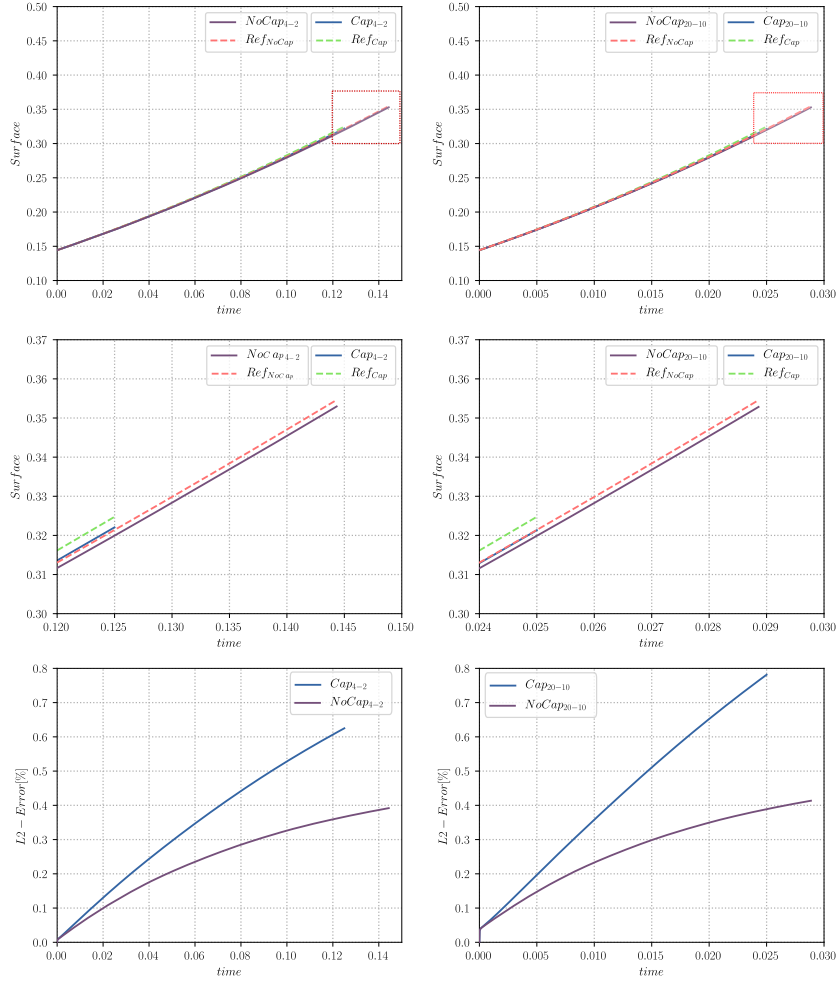 0.50
0.45
0.40
0.35
0.30
0.25
0.20
0.15
0.10
Surface
NoCap4−2 Cap4−2
RefNoCap RefCap
0.00 0.02 0.04 0.06 0.08 0.10 0.12 0.14
time
0.50
0.45
0.40
0.35
0.30
0.25
0.20
0.15
0.10
Surface
NoCap20−10 Cap20−10
RefNoCap RefCap
0.000 0.005 0.010 0.015 0.020 0.025 0.030
time
0.37
0.36
0.35
0.34
0.33
0.32
0.31
0.30
Surface
NoCap4−2 Cap4−2
RefNoCap RefCap
0.120 0.125 0.130 0.135 0.140 0.145 0.150
time
0.37
0.36
0.35
0.34
0.33
0.32
0.31
0.30
Surface
NoCap20−10 Cap20−10
RefNoCap RefCap
0.024 0.025 0.026 0.027 0.028 0.029 0.030
time
0.8
0.7
0.6
0.5
0.4
0.3
0.2
0.1
0.0
L2 − Error[%]
Cap4−2
NoCap4−2
0.00 0.02 0.04 0.06 0.08 0.10 0.12 0.14
time
0.8
0.7
0.6
0.5
0.4
0.3
0.2
0.1
0.0
L2 − Error[%]
Cap20−10
NoCap20−10
0.000 0.005 0.010 0.015 0.020 0.025 0.030
time